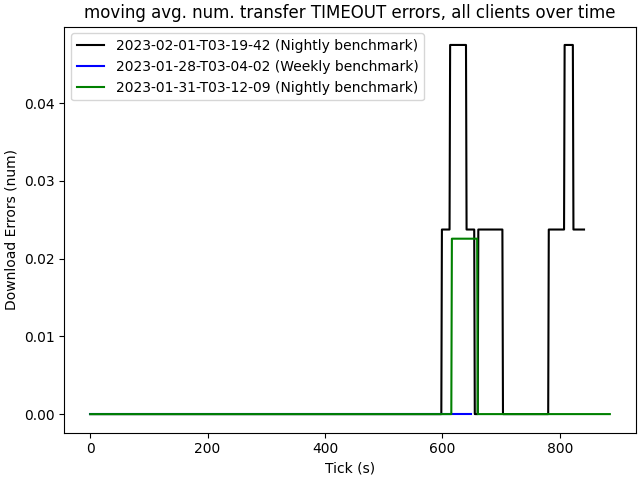 moving avg. num. transfer TIMEOUT errors, all clients over time
2023-02-01-T03-19-42 (Nightly benchmark)
2023-01-28-T03-04-02 (Weekly benchmark)
2023-01-31-T03-12-09 (Nightly benchmark)
Download Errors (num)
0.04
0.03
0.02
0.01
0.00
0 200 400 600 800
Tick (s)